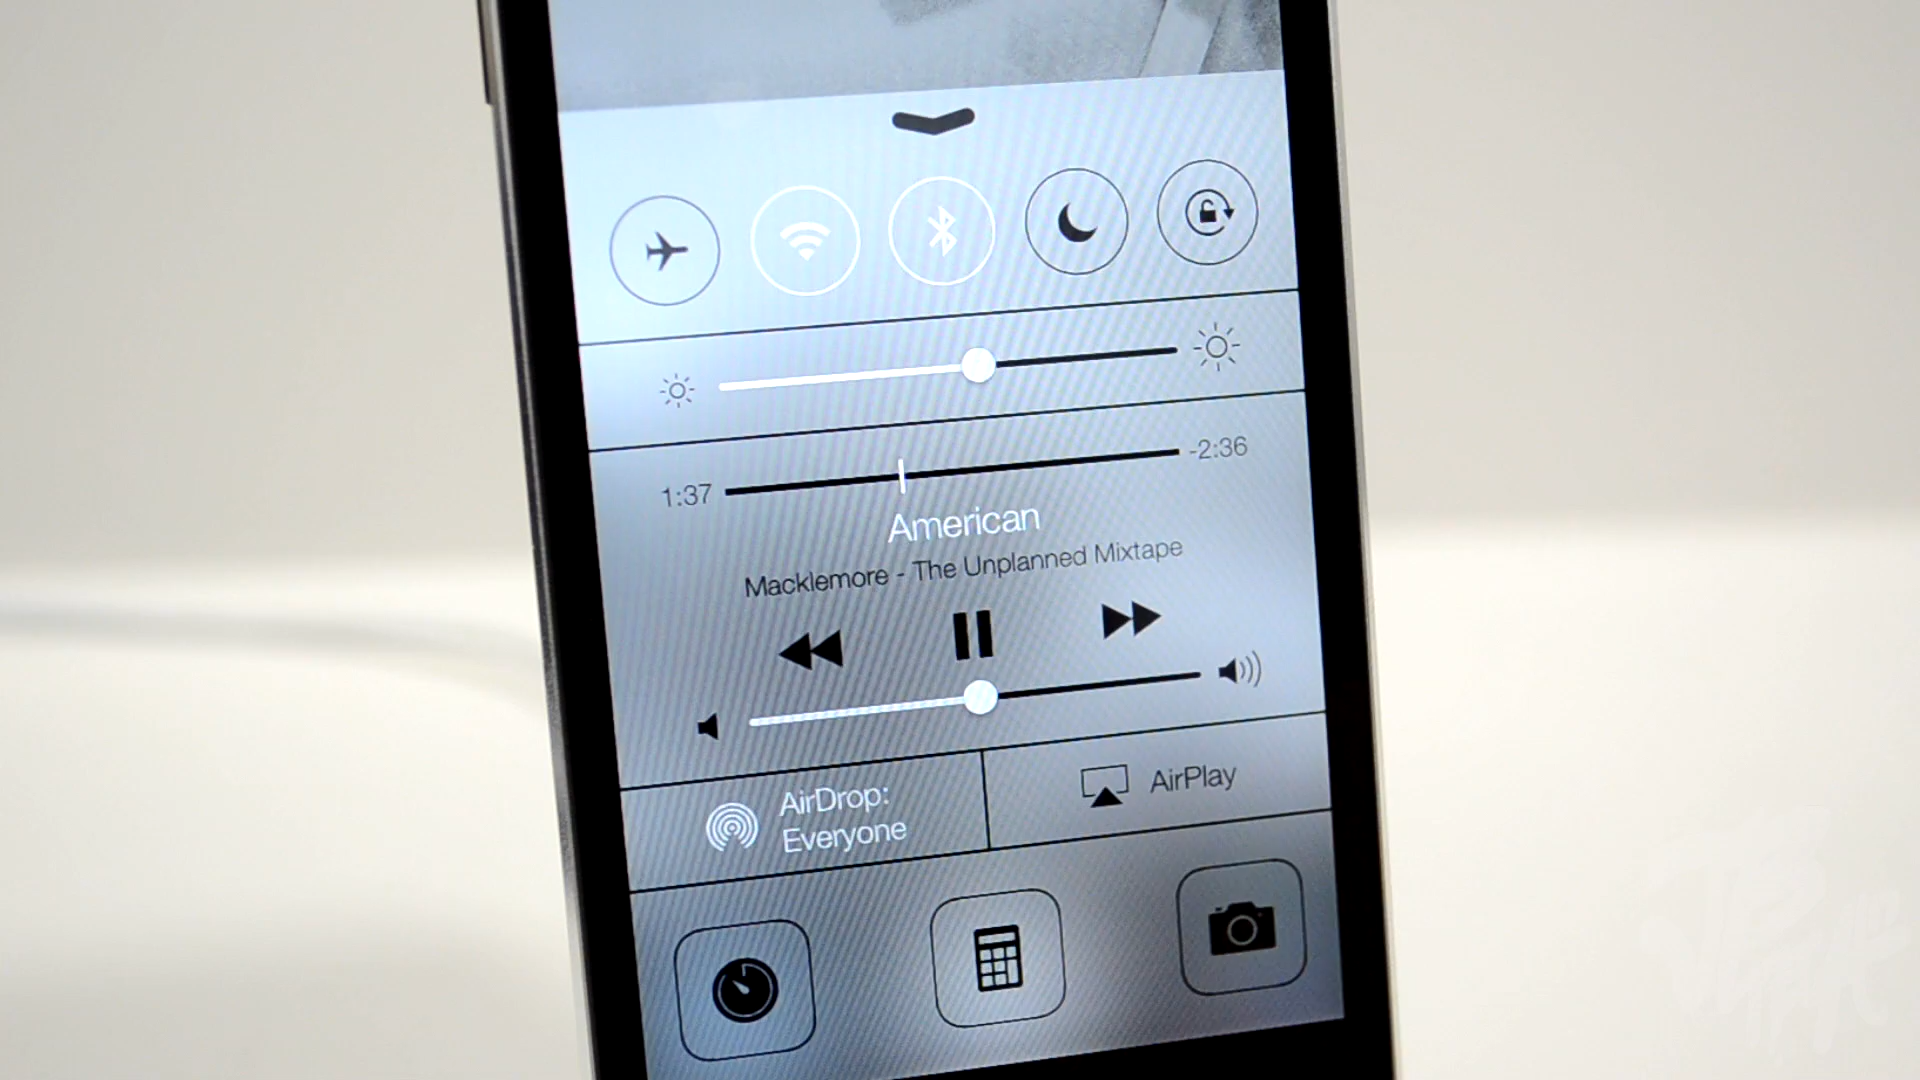 1:37
-2:36
American
Macklemore - The Unplanned Mixtape
AirDrop:
Everyone
AirPlay